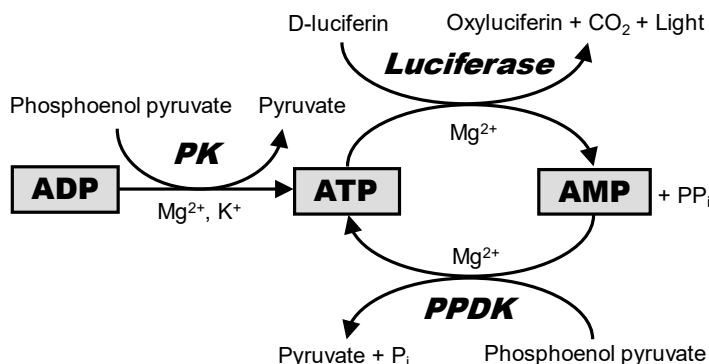 D-luciferin Oxyluciferin + CO₂ + Light
Luciferase
Phosphoenol pyruvate Pyruvate
Mg²⁺
PK
ADP ATP AMP + PPᵢ
Mg²⁺, K⁺
Mg²⁺
PPDK
Pyruvate + Pᵢ Phosphoenol pyruvate